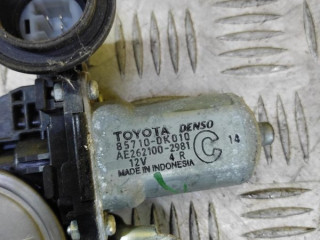 TOYOTA DENSO
85710-0K010
AE262100-2981
12V 4 R C 14
MADE IN INDONESIA